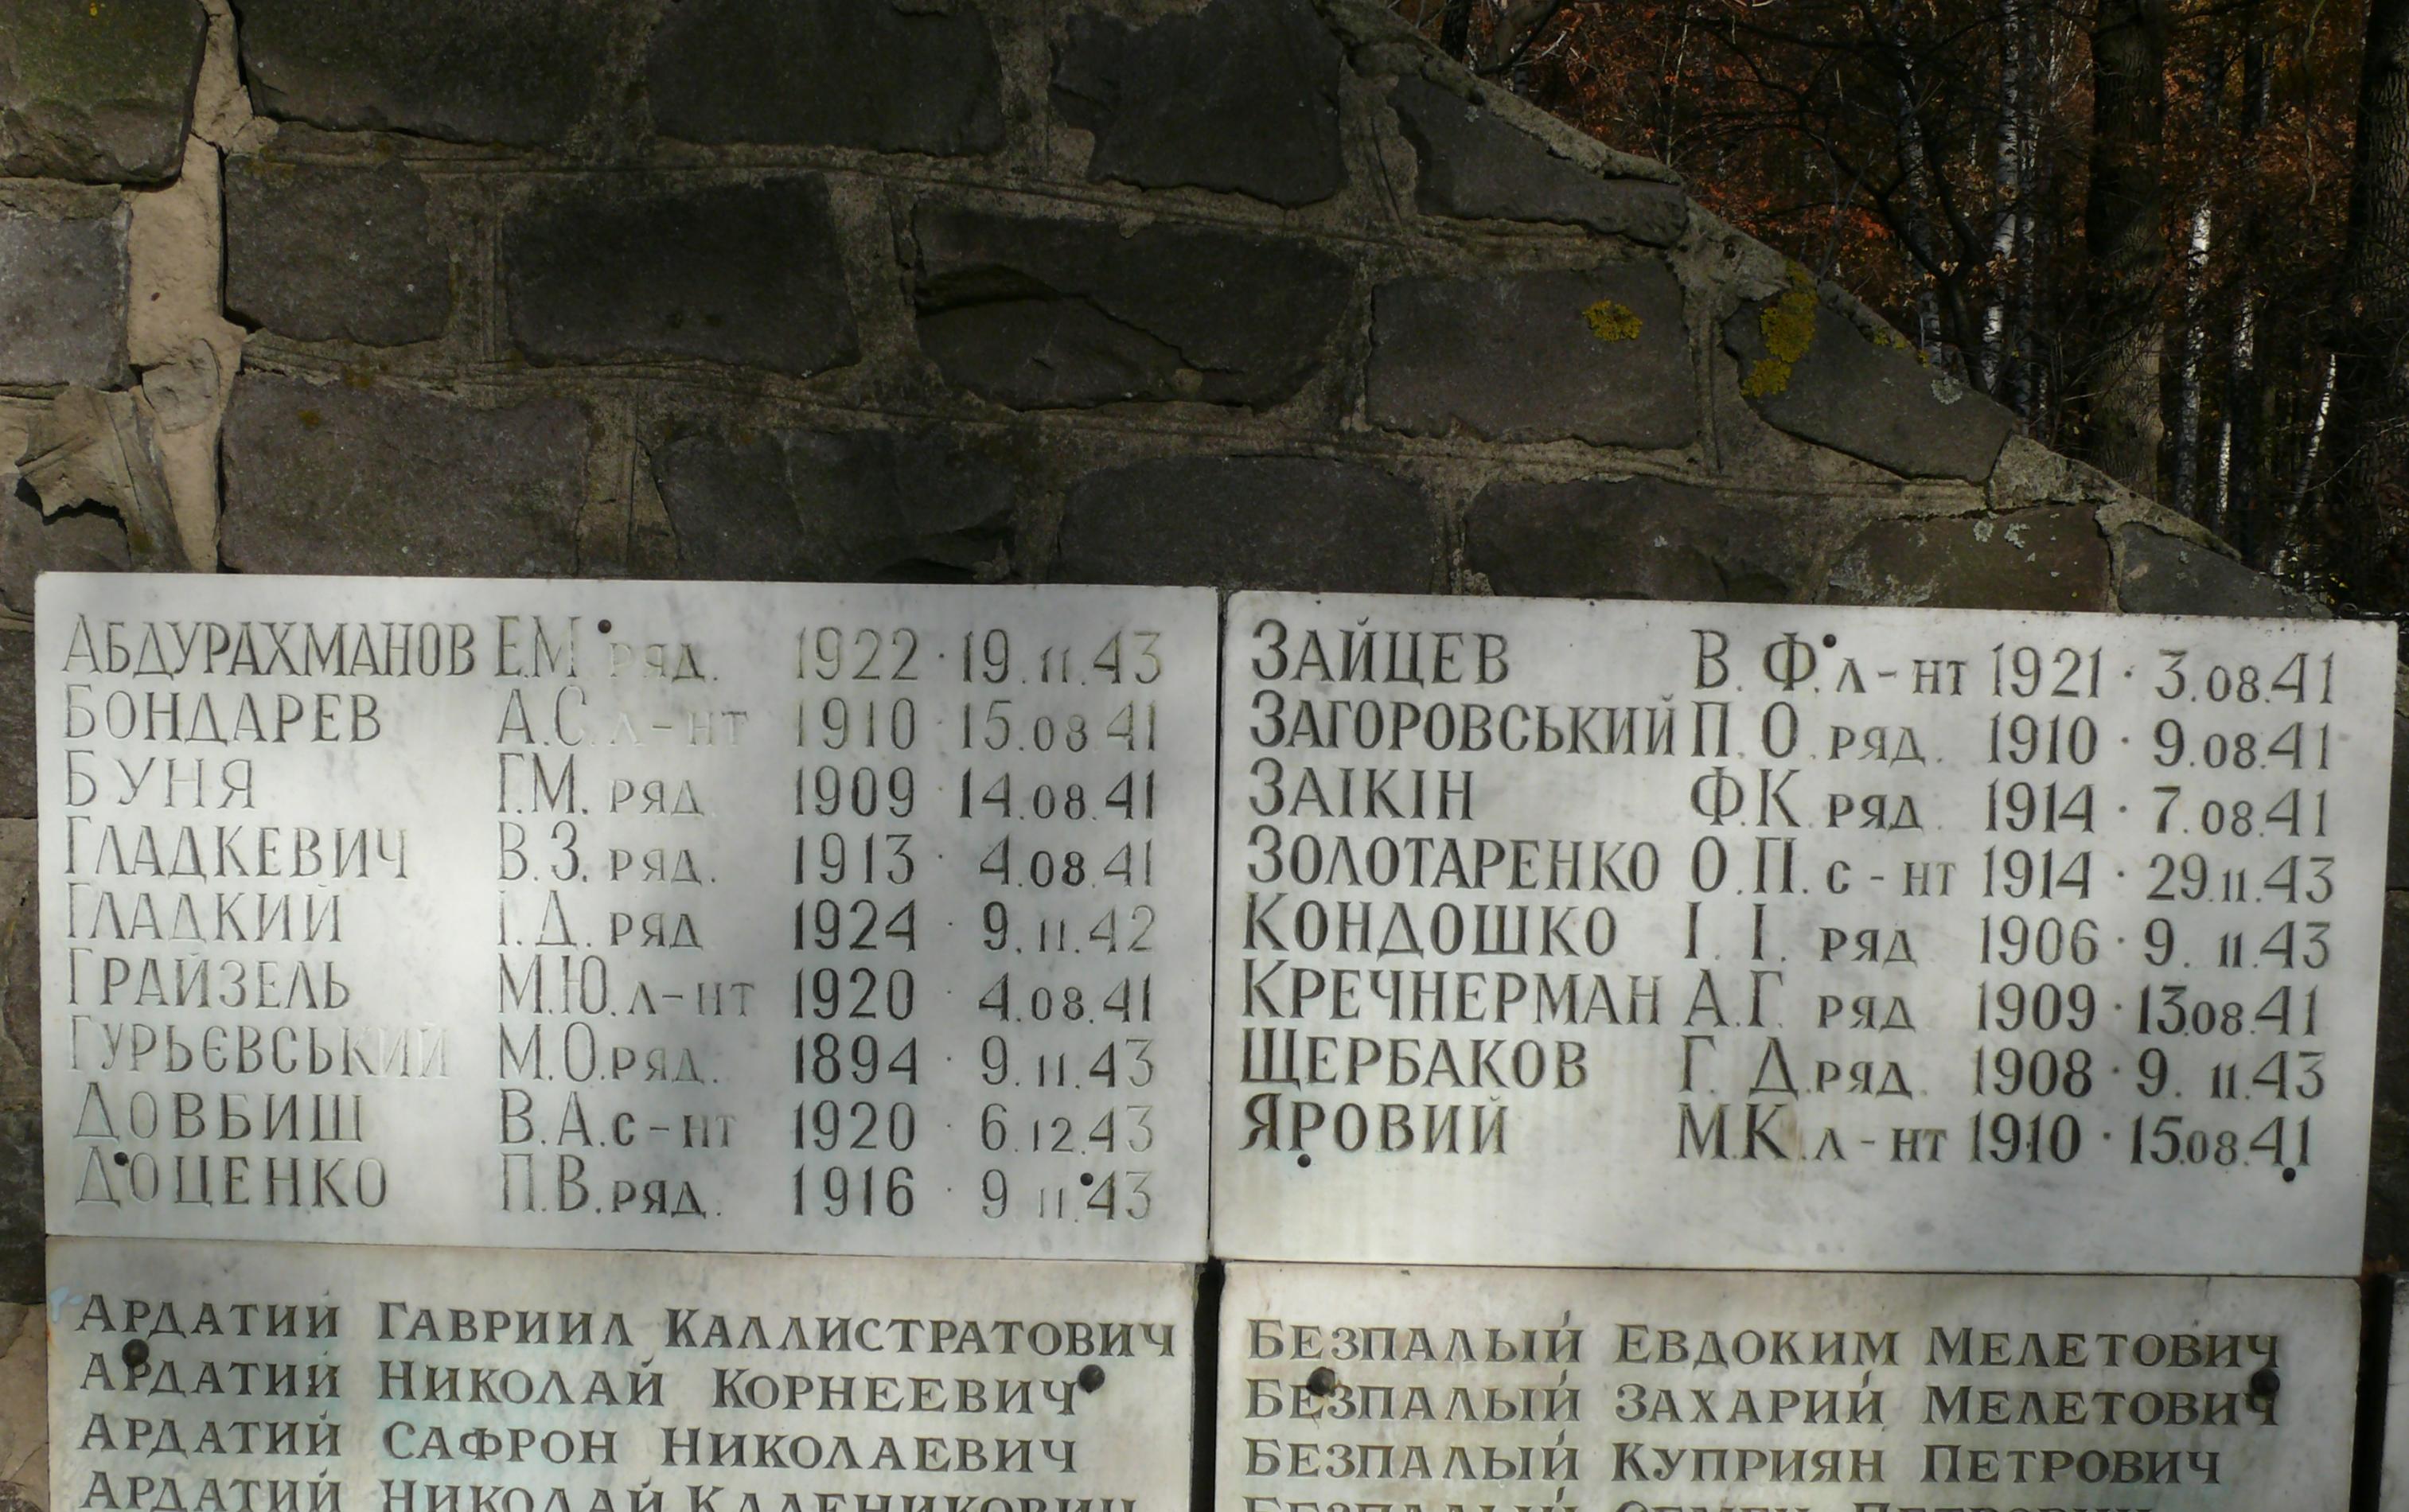 АБДУРАХМАНОВ Е.М. ряд. 1922 · 19.11.43
БОНДАРЕВ А.С. л-нт 1910 · 15.08.41
БУНЯ Г.М. ряд. 1909 · 14.08.41
ГЛАДКЕВИЧ В.З. ряд. 1913 · 4.08.41
ГЛАДКИЙ І.Д. ряд 1924 · 9.11.42
ГРАЙЗЕЛЬ М.Ю. л-нт 1920 · 4.08.41
ГУРЬЄВСЬКИЙ М.О. ряд. 1894 · 9.11.43
ДОВБИШ В.А. с-нт 1920 · 6.12.43
ДОЦЕНКО П.В. ряд. 1916 · 9 11.43
ЗАЙЦЕВ В. Ф. л-нт 1921 · 3.08.41
ЗАГОРОВСЬКИЙ П. О. ряд. 1910 · 9.08.41
ЗАІКІН Ф.К. ряд. 1914 · 7.08.41
ЗОЛОТАРЕНКО О.П. с-нт 1914 · 29.11.43
КОНДОШКО І. І. ряд 1906 · 9. 11.43
КРЕЧНЕРМАН А.Г. ряд 1909 · 13.08.41
ЩЕРБАКОВ Г. Д. ряд. 1908 · 9. 11.43
ЯРОВИЙ М.К. л-нт 1910 · 15.08.41
АРДАТИЙ ГАВРИИЛ КАЛЛИСТРАТОВИЧ
АРДАТИЙ НИКОЛАЙ КОРНЕЕВИЧ
АРДАТИЙ САФРОН НИКОЛАЕВИЧ
АРДАТИЙ НИКОЛАЙ КАЛЕНИКОВИЧ
БЕЗПАЛЫЙ ЕВДОКИМ МЕЛЕТОВИЧ
БЕЗПАЛЫЙ ЗАХАРИЙ МЕЛЕТОВИЧ
БЕЗПАЛЫЙ КУПРИЯН ПЕТРОВИЧ
БЕЗПАЛЫЙ СЕМЕН ПЕТРОВИЧ